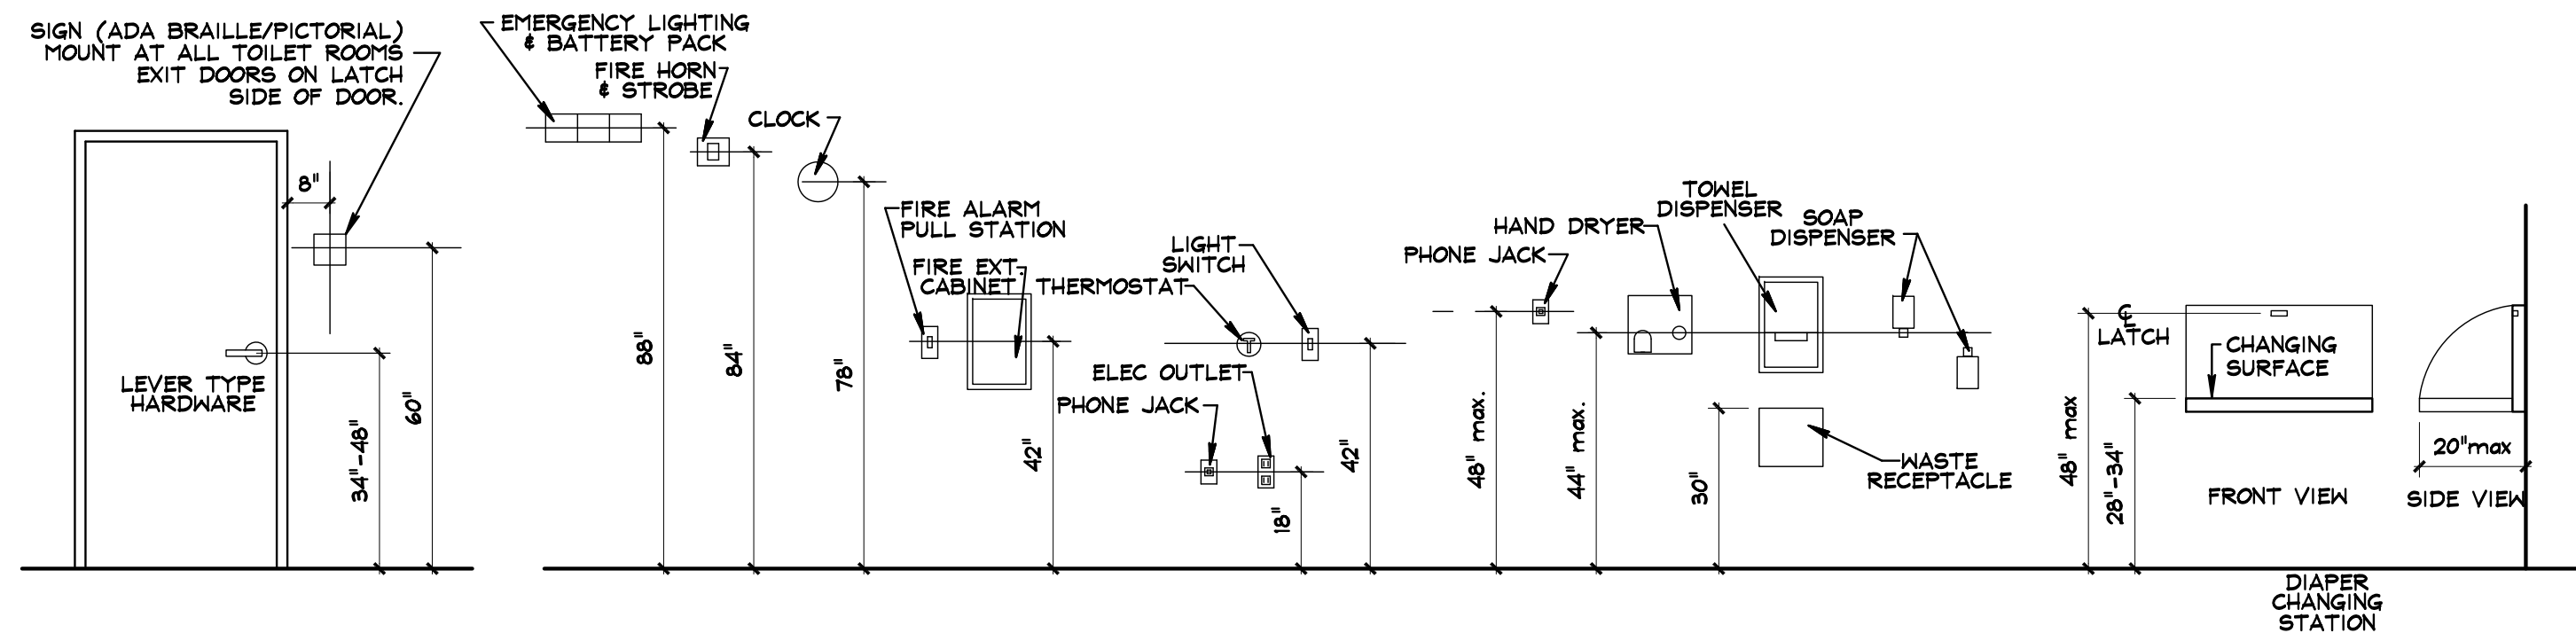 SIGN (ADA BRAILLE/PICTORIAL)
MOUNT AT ALL TOILET ROOMS
EXIT DOORS ON LATCH
SIDE OF DOOR.
8"
LEVER TYPE
HARDWARE
34"-48"
60"
EMERGENCY LIGHTING
& BATTERY PACK
FIRE HORN
& STROBE
CLOCK
88"
84"
78"
FIRE ALARM
PULL STATION
FIRE EXT.
CABINET
42"
THERMOSTAT
LIGHT
SWITCH
ELEC OUTLET
PHONE JACK
18"
42"
PHONE JACK
48" max.
HAND DRYER
44" max.
TOWEL
DISPENSER
SOAP
DISPENSER
30"
WASTE
RECEPTACLE
℄
LATCH
48" max
28"-34"
CHANGING
SURFACE
FRONT VIEW
20"max
SIDE VIEW
DIAPER
CHANGING
STATION